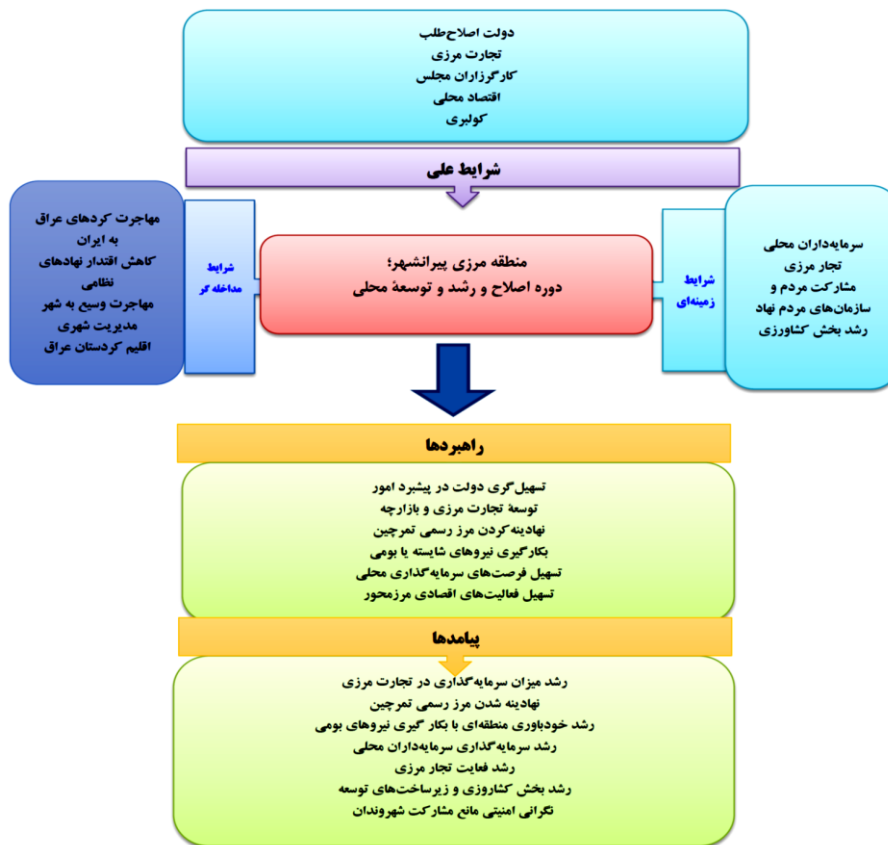 دولت اصلاح‌طلب
تجارت مرزی
کارگرزاران مجلس
اقتصاد محلی
کولبری
شرایط علی
سرمایه‌داران محلی
تجار مرزی
مشارکت مردم و
سازمان‌های مردم نهاد
رشد بخش کشاورزی
شرایط
زمینه‌ای
منطقه مرزی پیرانشهر؛
دوره اصلاح و رشد و توسعۀ محلی
شرایط
مداخله‌گر
مهاجرت کردهای عراق
به ایران
کاهش اقتدار نهادهای
نظامی
مهاجرت وسیع به شهر
مدیریت شهری
اقلیم کردستان عراق
راهبردها
تسهیل‌گری دولت در پیشبرد امور
توسعۀ تجارت مرزی و بازارچه
نهادینه‌کردن مرز رسمی تمرچین
بکارگیری نیروهای شایسته یا بومی
تسهیل فرصت‌های سرمایه‌گذاری محلی
تسهیل فعالیت‌های اقتصادی مرزمحور
پیامدها
رشد میزان سرمایه‌گذاری در تجارت مرزی
نهادینه شدن مرز رسمی تمرچین
رشد خودباوری منطقه‌ای با بکار گیری نیروهای بومی
رشد سرمایه‌گذاری سرمایه‌داران محلی
رشد فعایت تجار مرزی
رشد بخش کشاروزی و زیرساخت‌های توسعه
نگرانی امنیتی مانع مشارکت شهروندان